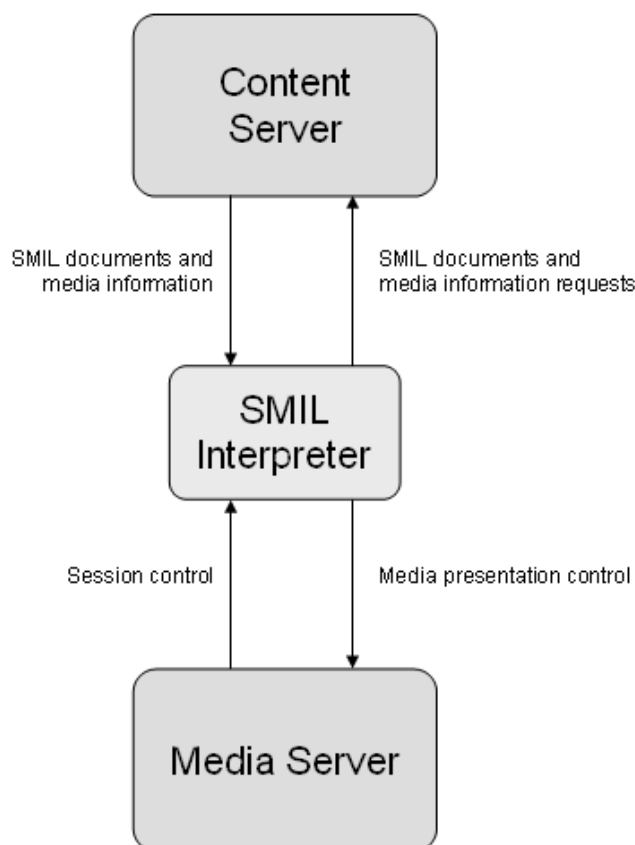 Content
Server
SMIL documents and
media information
SMIL documents and
media information requests
SMIL
Interpreter
Session control
Media presentation control
Media Server